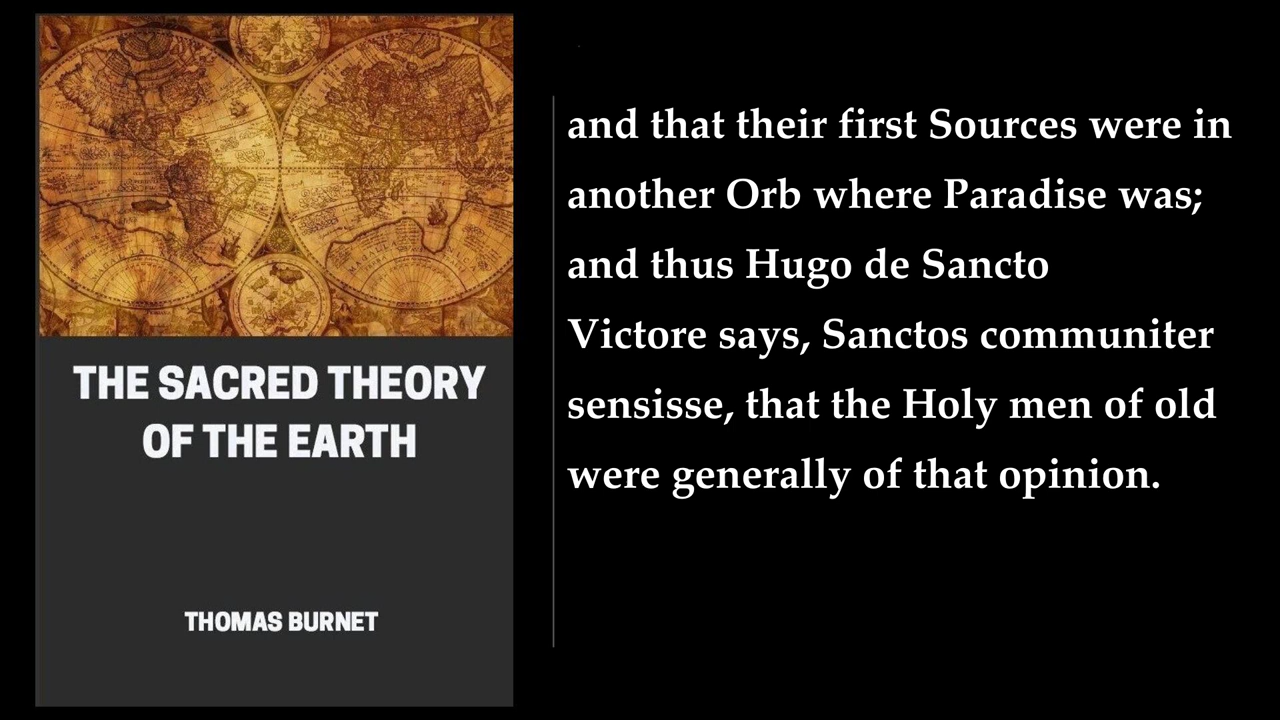 THE SACRED THEORY
OF THE EARTH
THOMAS BURNET
and that their first Sources were in
another Orb where Paradise was;
and thus Hugo de Sancto
Victore says, Sanctos communiter
sensisse, that the Holy men of old
were generally of that opinion.